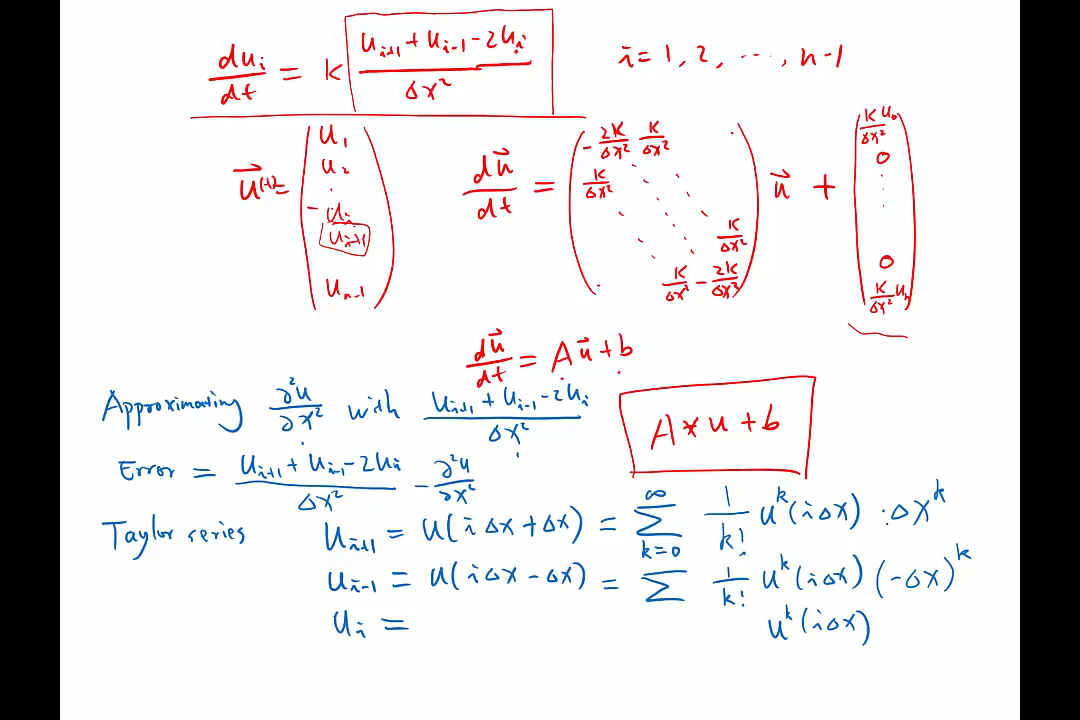 du_i/dt = K (u_{i+1} + u_{i-1} - 2u_i)/Δx² i = 1, 2, ..., n-1
u⃗(t) = (u_1 u_2 . u_i u_{i+1} u_{n-1}) du⃗/dt = (-2K/Δx² K/Δx² K/Δx² ⋱ K/Δx² K/Δx² -2K/Δx²) u⃗ + (K/Δx² u_0 0 ⋮ 0 K/Δx² u_n)
du⃗/dt = A u⃗ + b
Approximating ∂²u/∂x² with (u_{i+1} + u_{i-1} - 2u_i)/Δx²
A * u + b
Error = (u_{i+1} + u_{i-1} - 2u_i)/Δx² - ∂²u/∂x²
Taylor series u_{i+1} = u(iΔx + Δx) = ∑_{k=0}^{∞} 1/k! u^k(iΔx) · Δx^k
u_{i-1} = u(iΔx - Δx) = ∑ 1/k! u^k(iΔx) (-Δx)^k
u_i = u^k(iΔx)